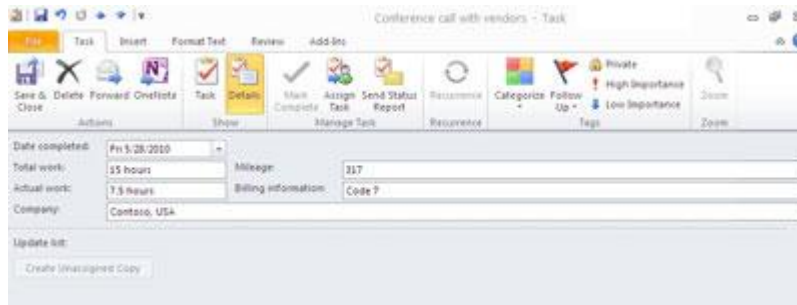 Conference call with vendors - Task
File Task Insert Format Text Review Add-Ins
Save & Close Delete Forward OneNote Task Details Mark Complete Assign Task Send Status Report Recurrence Categorize Follow Up Private Zoom
High Importance
Low Importance
Actions Show Manage Task Recurrence Tags Zoom
Date completed: Fri 5/28/2010
Total work: 15 hours Mileage: 317
Actual work: 7.5 hours Billing information: Code 7
Company: Contoso, USA
Update list:
Create Unassigned Copy